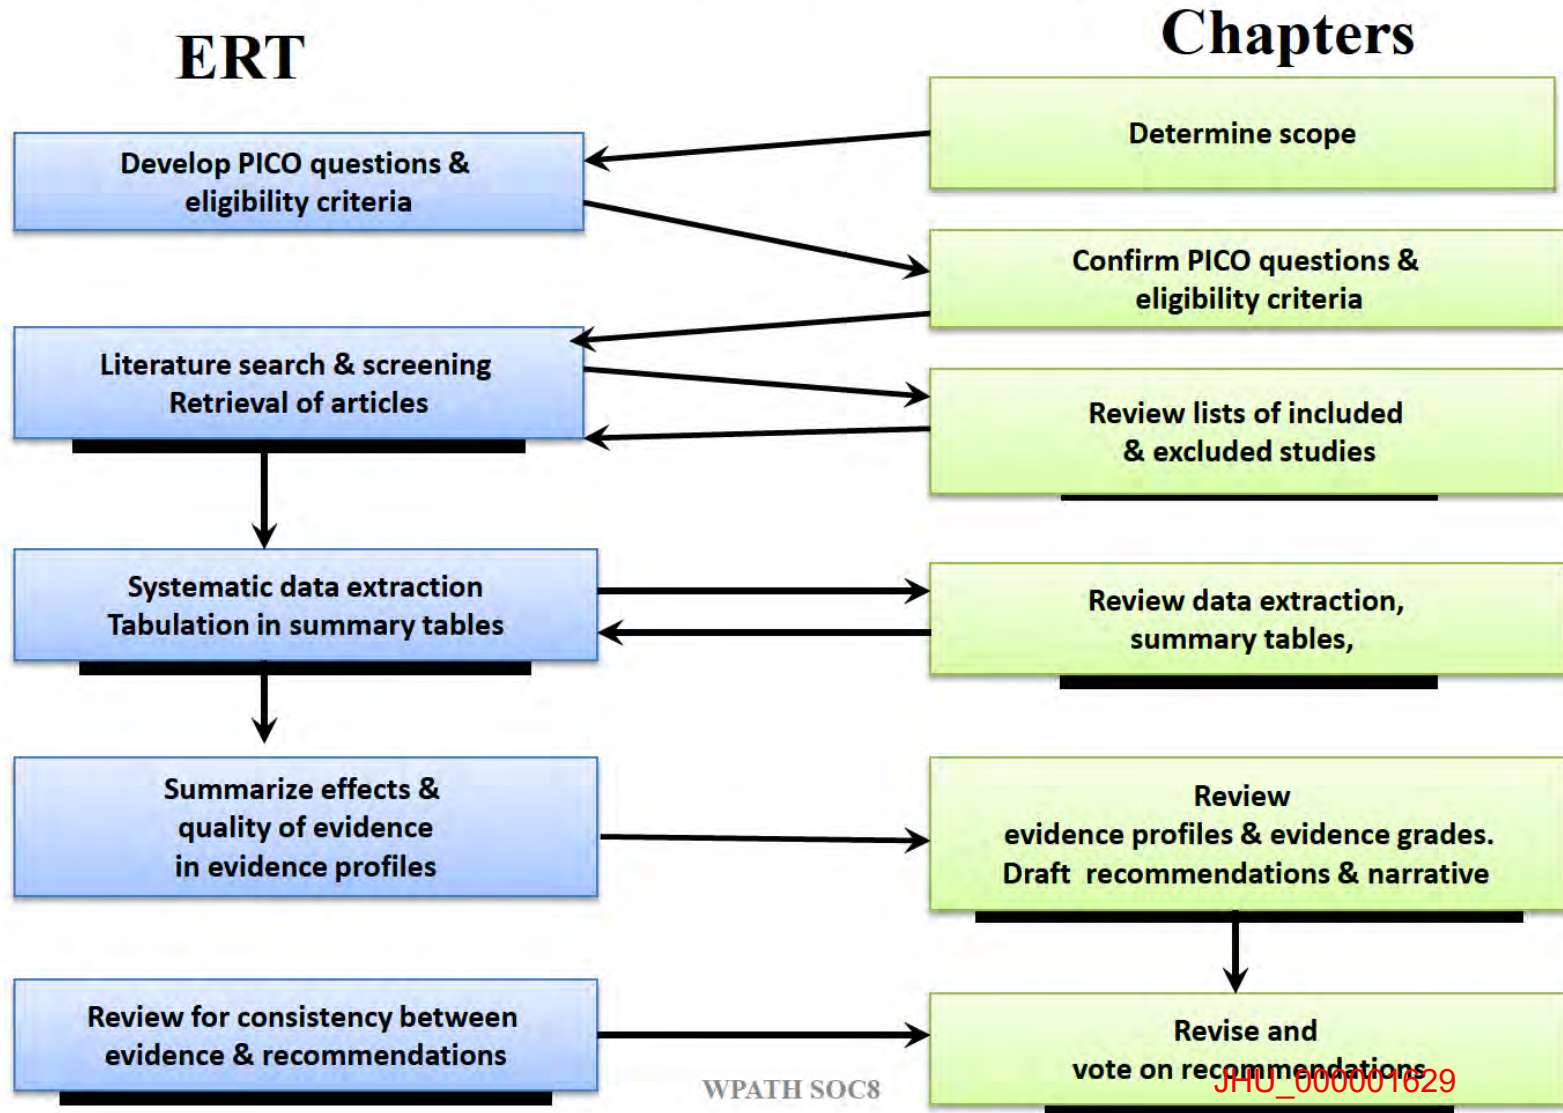 ERT
Chapters
Determine scope
Develop PICO questions &
eligibility criteria
Confirm PICO questions &
eligibility criteria
Literature search & screening
Retrieval of articles
Review lists of included
& excluded studies
Systematic data extraction
Tabulation in summary tables
Review data extraction,
summary tables,
Summarize effects &
quality of evidence
in evidence profiles
Review
evidence profiles & evidence grades.
Draft recommendations & narrative
Review for consistency between
evidence & recommendations
Revise and
vote on recommendations
WPATH SOC8
JHU_000001629